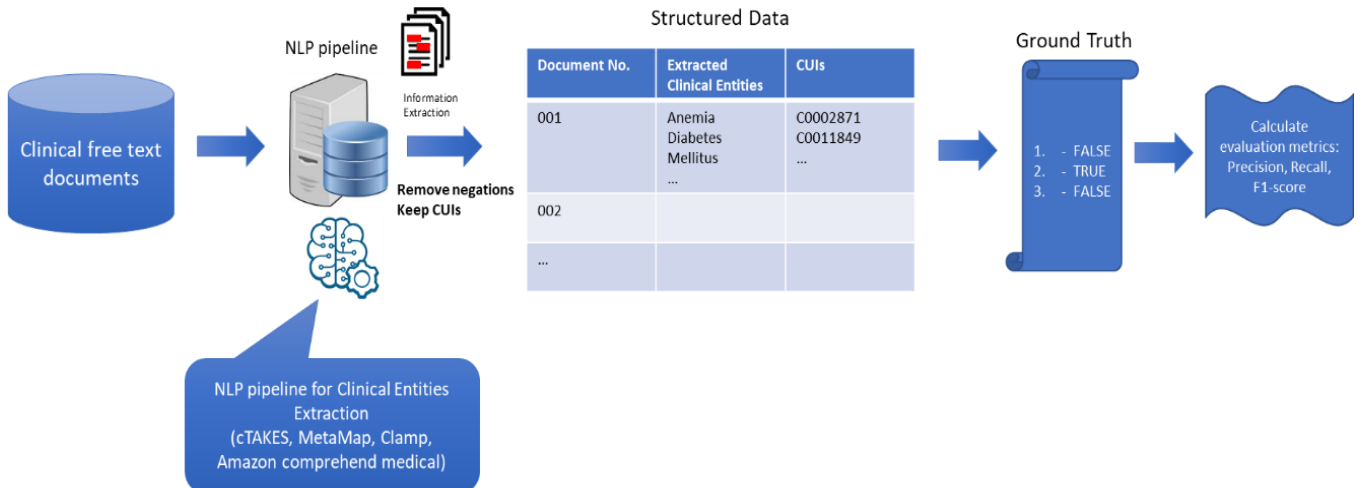 Clinical free text
documents
NLP pipeline
Information
Extraction
Remove negations
Keep CUIs
NLP pipeline for Clinical Entities
Extraction
(cTAKES, MetaMap, Clamp,
Amazon comprehend medical)
Structured Data
Document No.
Extracted
Clinical Entities
CUIs
001
Anemia
Diabetes
Mellitus
...
C0002871
C0011849
...
002
...
Ground Truth
1. - FALSE
2. - TRUE
3. - FALSE
Calculate
evaluation metrics:
Precision, Recall,
F1-score